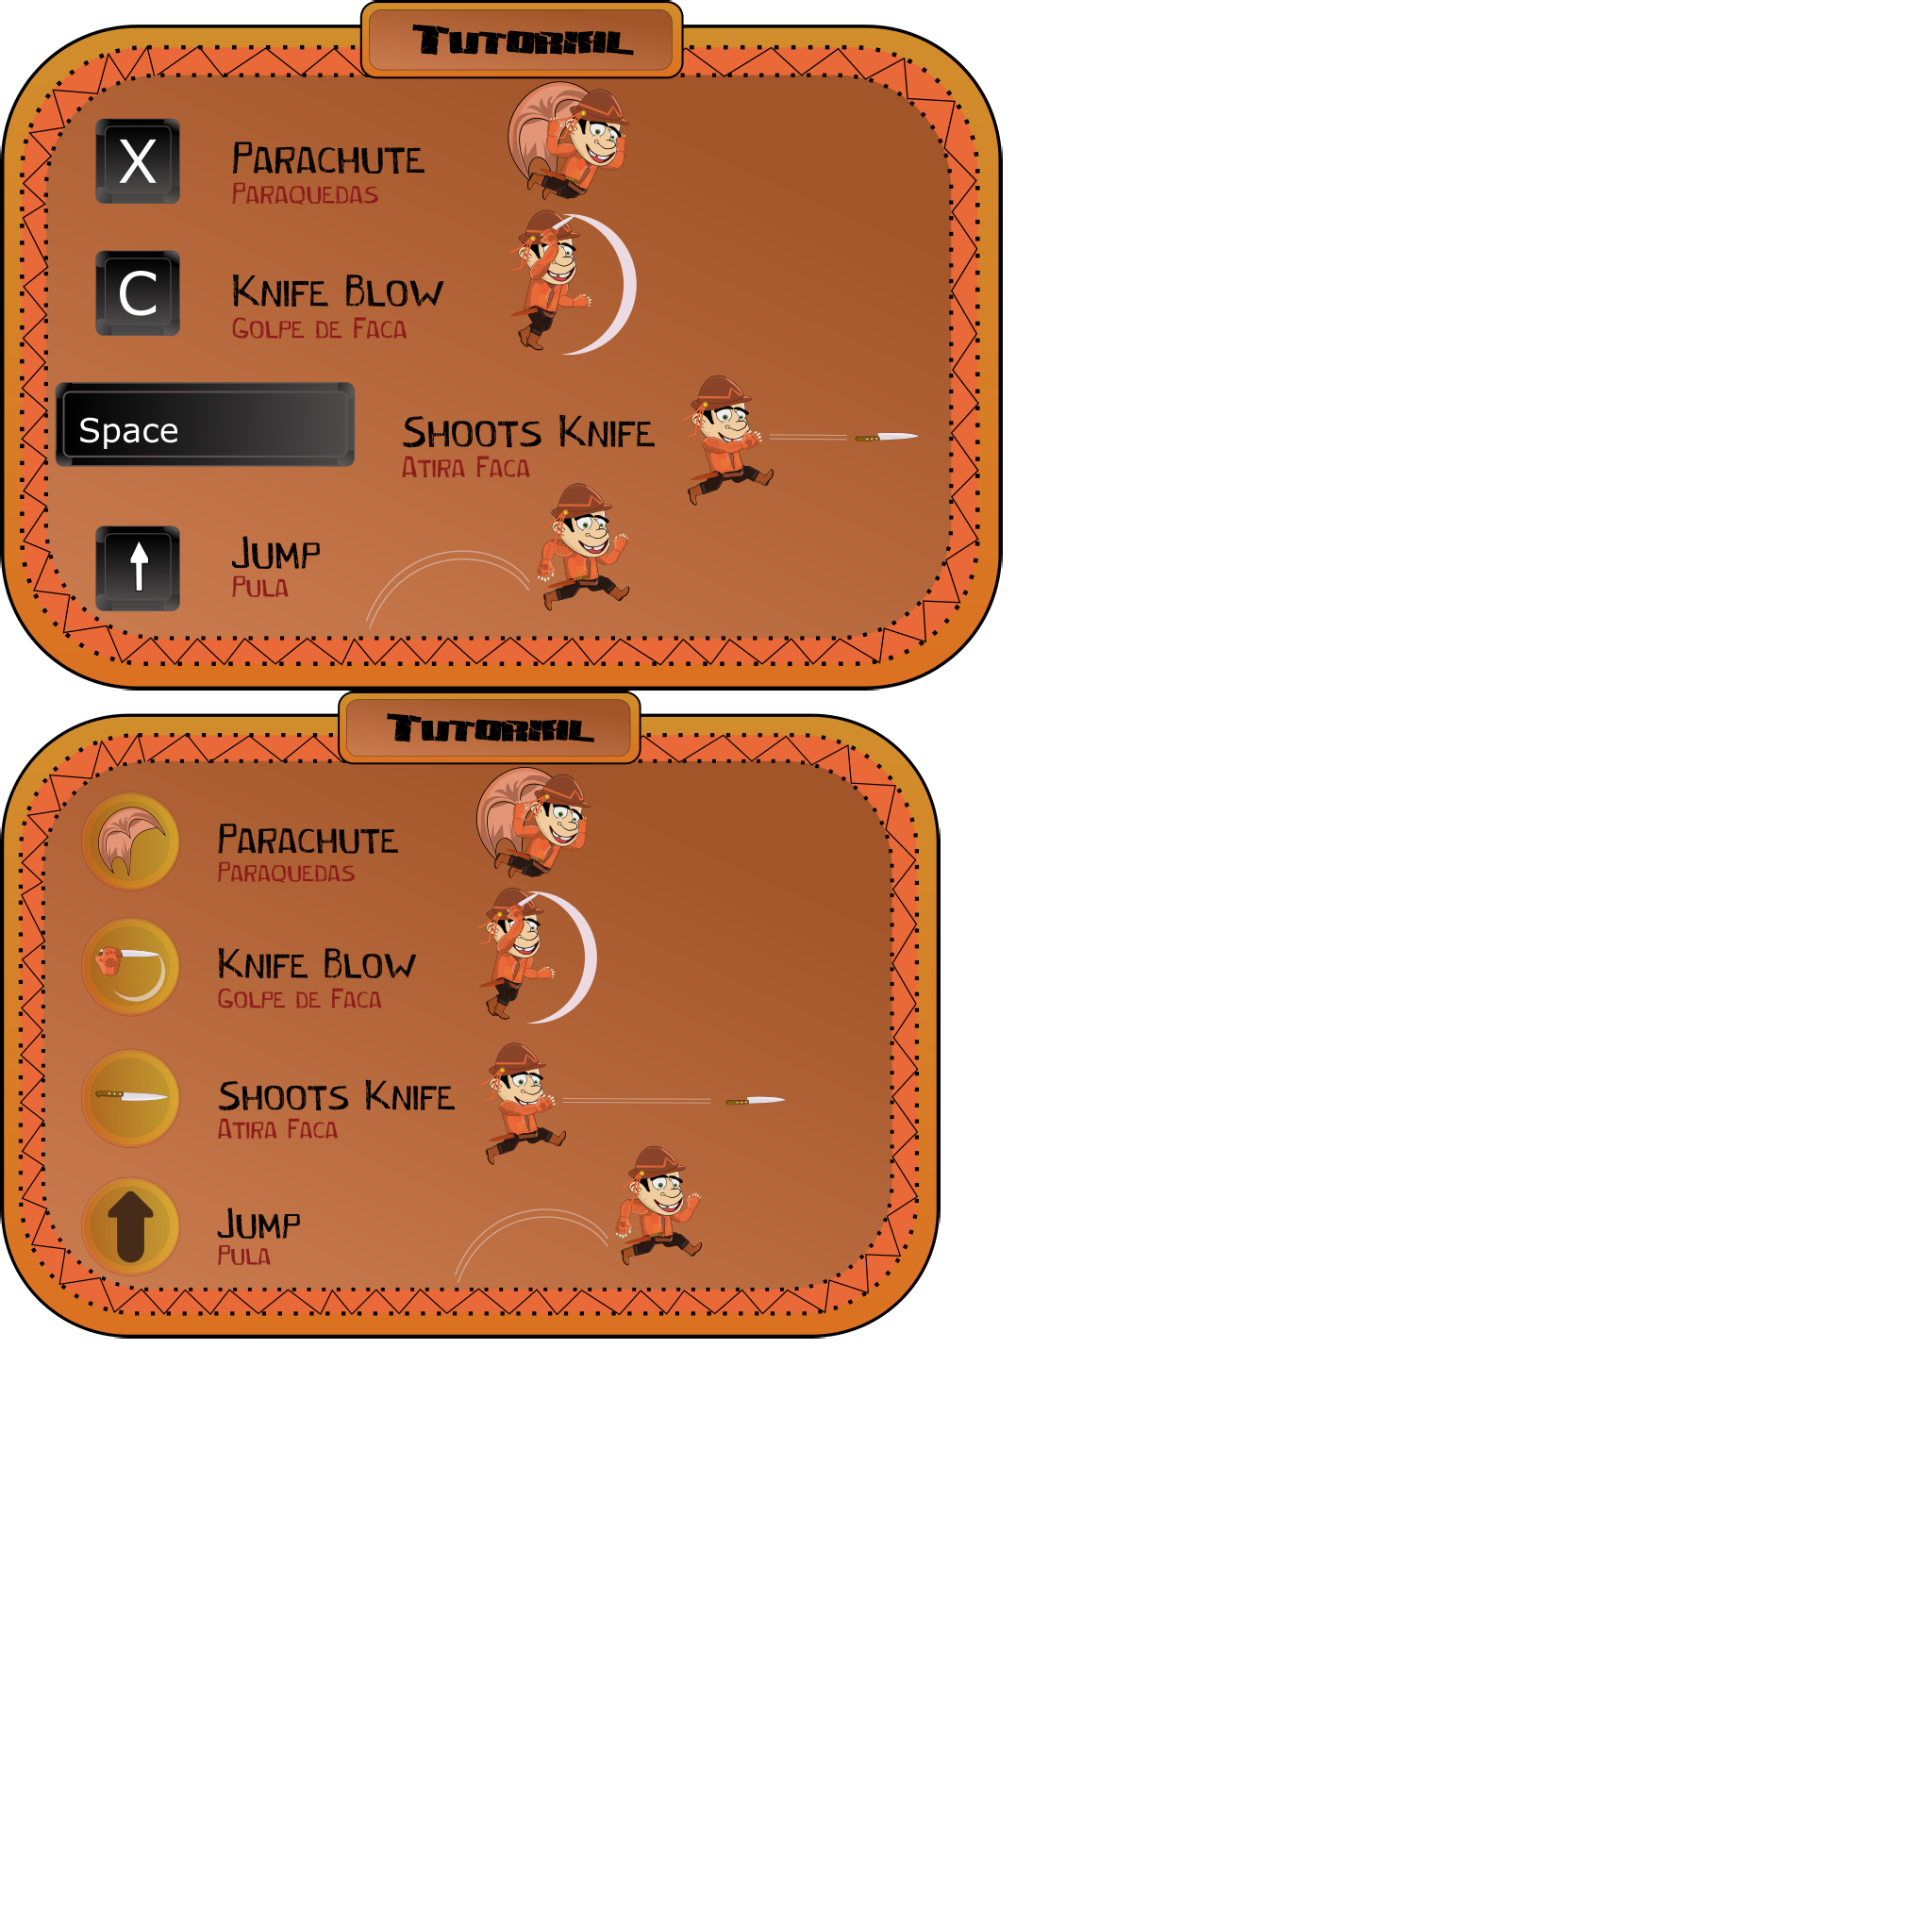 Tutorial
X
Parachute
Paraquedas
C
Knife Blow
Golpe de Faca
Space
Shoots Knife
Atira Faca
Jump
Pula
Tutorial
Parachute
Paraquedas
Knife Blow
Golpe de Faca
Shoots Knife
Atira Faca
Jump
Pula